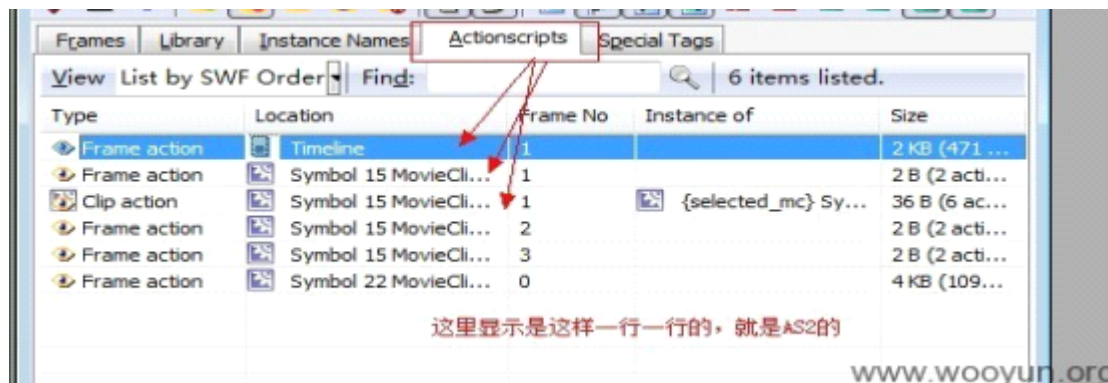 Frames Library Instance Names Actionscripts Special Tags
View List by SWF Order Find: 6 items listed.
Type Location Frame No Instance of Size
Frame action Timeline 1 2 KB (471 ...
Frame action Symbol 15 MovieCli... 1 2 B (2 acti...
Clip action Symbol 15 MovieCli... 1 {selected_mc} Sy... 36 B (6 ac...
Frame action Symbol 15 MovieCli... 2 2 B (2 acti...
Frame action Symbol 15 MovieCli... 3 2 B (2 acti...
Frame action Symbol 22 MovieCli... 0 4 KB (109...
这里显示是这样一行一行的，就是AS2的
www.wooyun.org